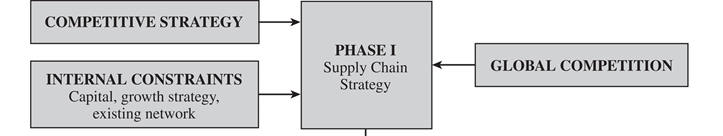 COMPETITIVE STRATEGY
INTERNAL CONSTRAINTS
Capital, growth strategy,
existing network
PHASE I
Supply Chain
Strategy
GLOBAL COMPETITION